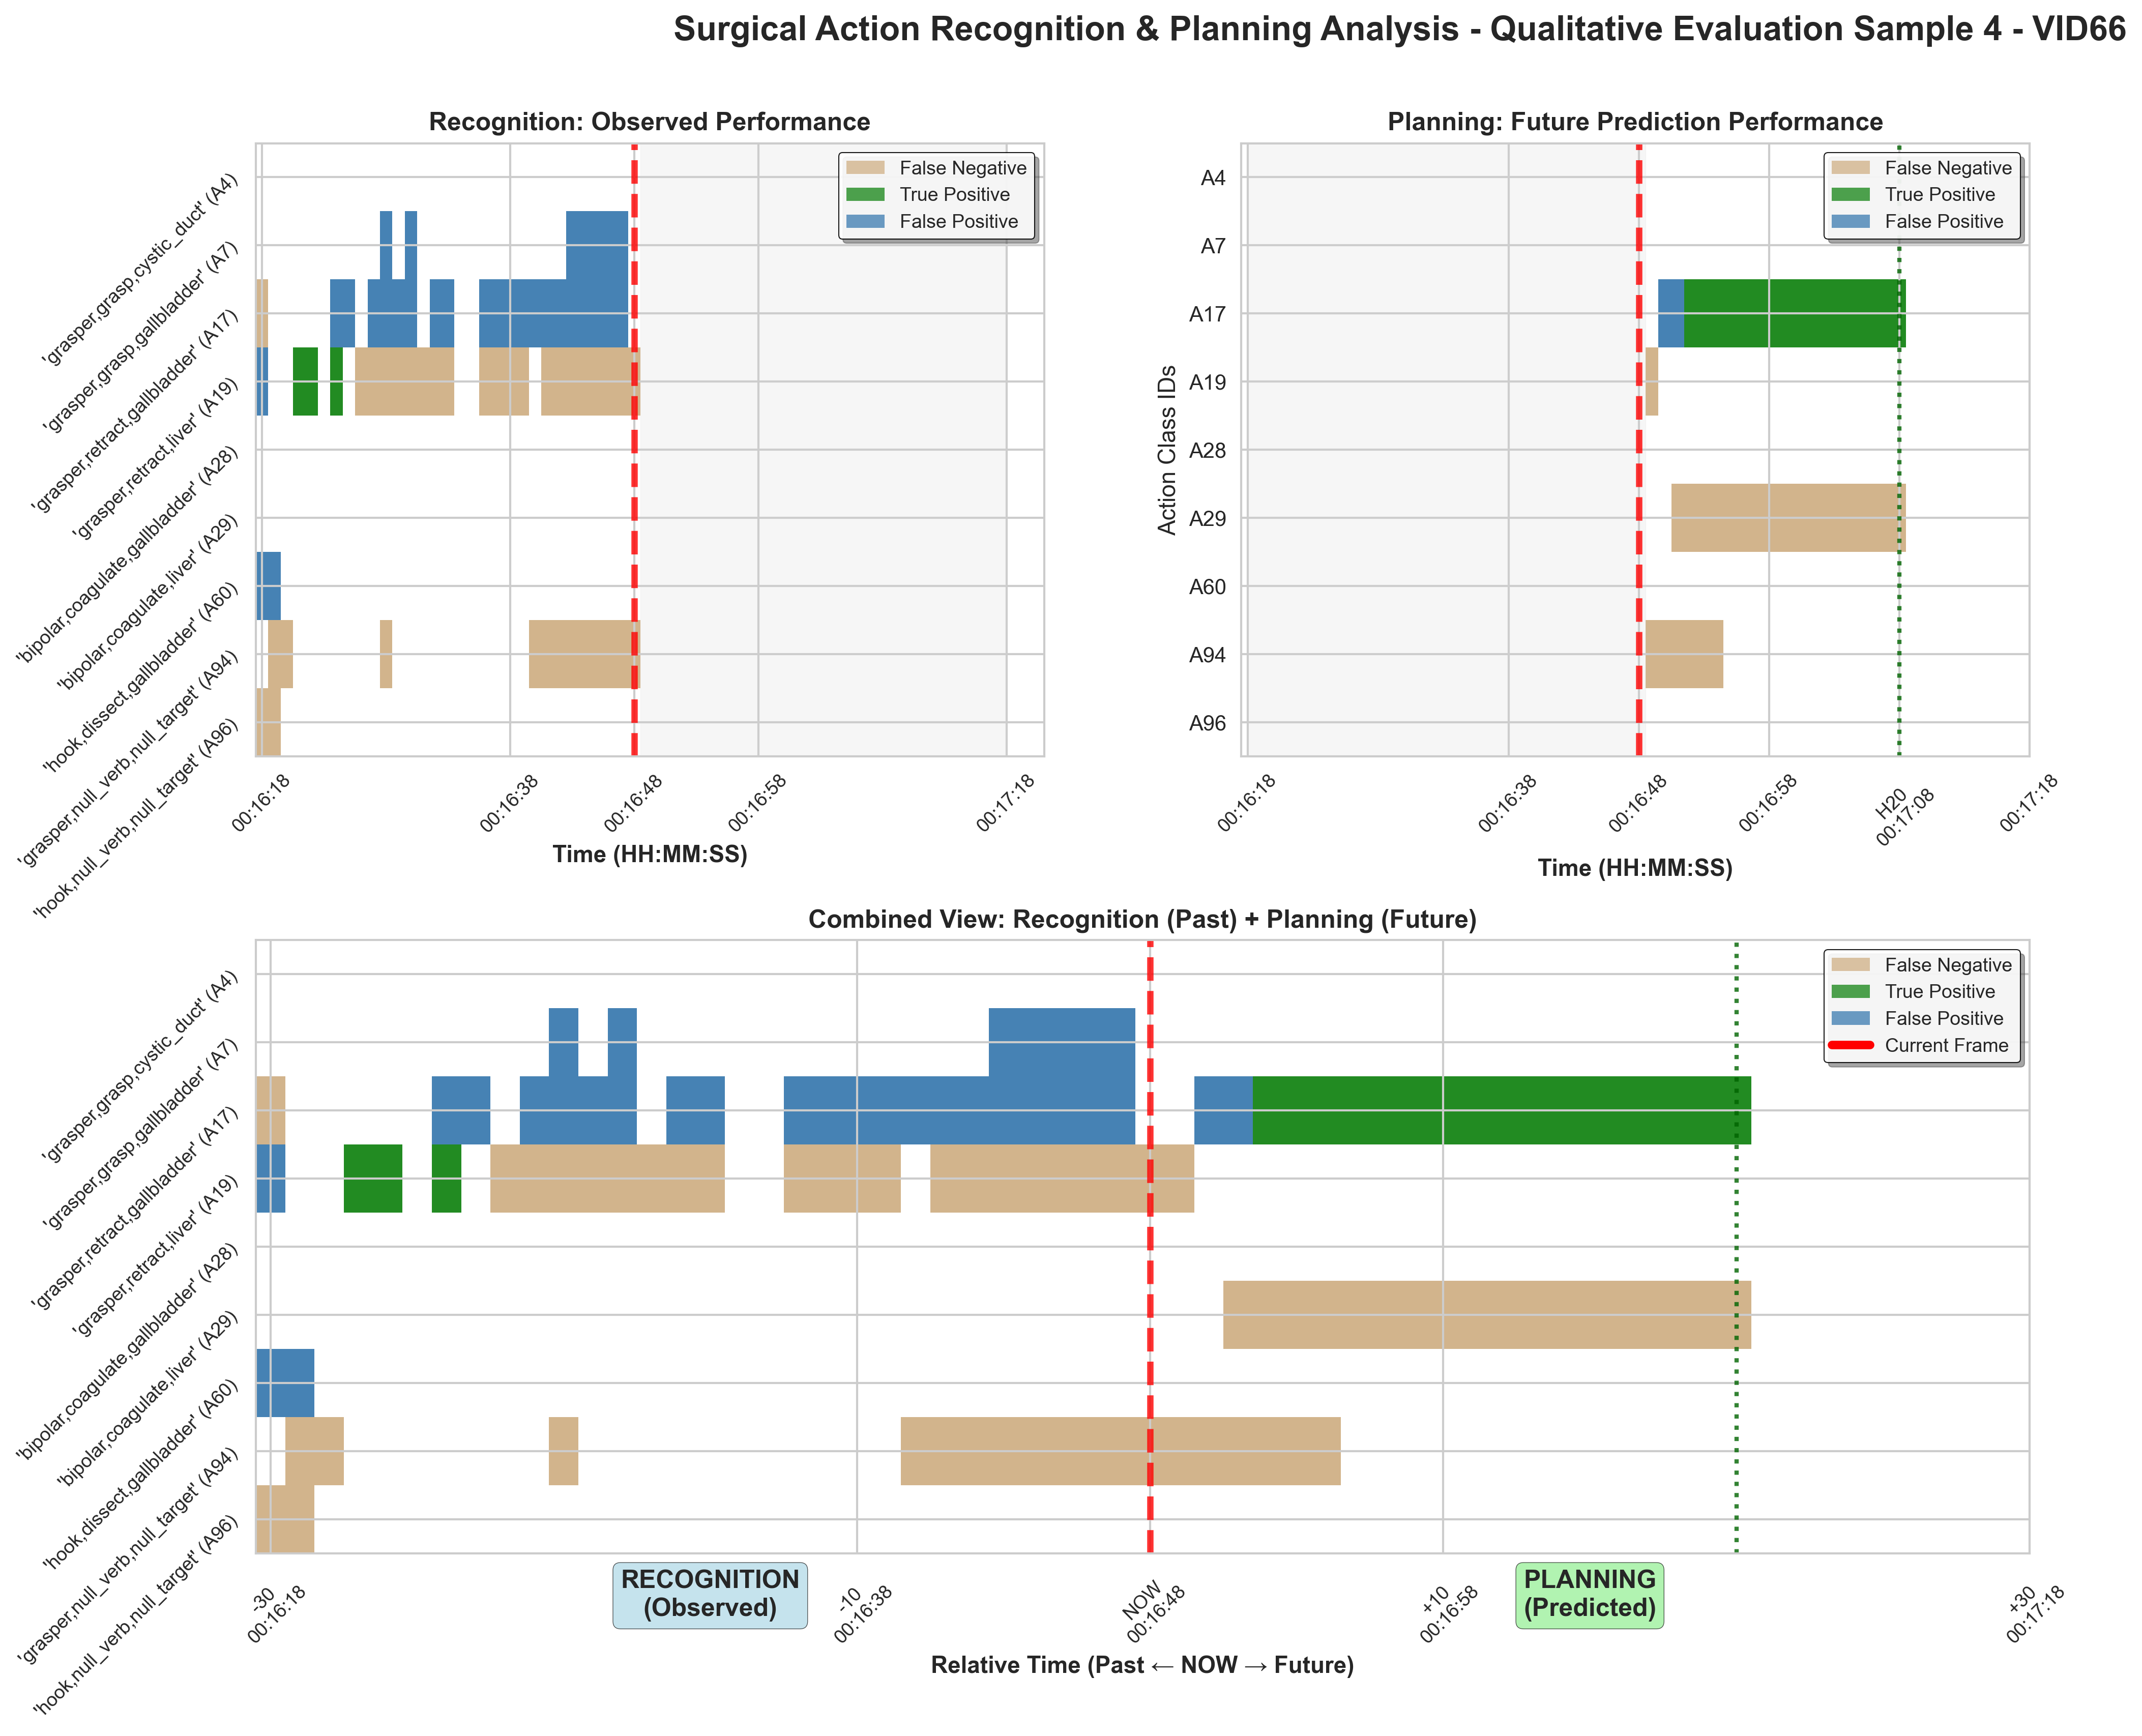 Surgical Action Recognition & Planning Analysis - Qualitative Evaluation Sample 4 - VID66
Recognition: Observed Performance
False Negative
True Positive
False Positive
'grasper,grasp,cystic_duct' (A4)
'grasper,grasp,gallbladder' (A7)
'grasper,retract,gallbladder' (A17)
'grasper,retract,liver' (A19)
'bipolar,coagulate,gallbladder' (A28)
'bipolar,coagulate,liver' (A29)
'hook,dissect,gallbladder' (A60)
'grasper,null_verb,null_target' (A94)
'hook,null_verb,null_target' (A96)
00:16:18
00:16:38
00:16:48
00:16:58
00:17:18
Time (HH:MM:SS)
Planning: Future Prediction Performance
False Negative
True Positive
False Positive
Action Class IDs
A4
A7
A17
A19
A28
A29
A60
A94
A96
00:16:18
00:16:38
00:16:48
00:16:58
H20
00:17:08
00:17:18
Time (HH:MM:SS)
Combined View: Recognition (Past) + Planning (Future)
False Negative
True Positive
False Positive
Current Frame
'grasper,grasp,cystic_duct' (A4)
'grasper,grasp,gallbladder' (A7)
'grasper,retract,gallbladder' (A17)
'grasper,retract,liver' (A19)
'bipolar,coagulate,gallbladder' (A28)
'bipolar,coagulate,liver' (A29)
'hook,dissect,gallbladder' (A60)
'grasper,null_verb,null_target' (A94)
'hook,null_verb,null_target' (A96)
-30
00:16:18
RECOGNITION
(Observed)
-10
00:16:38
NOW
00:16:48
+10
00:16:58
PLANNING
(Predicted)
+30
00:17:18
Relative Time (Past ← NOW → Future)